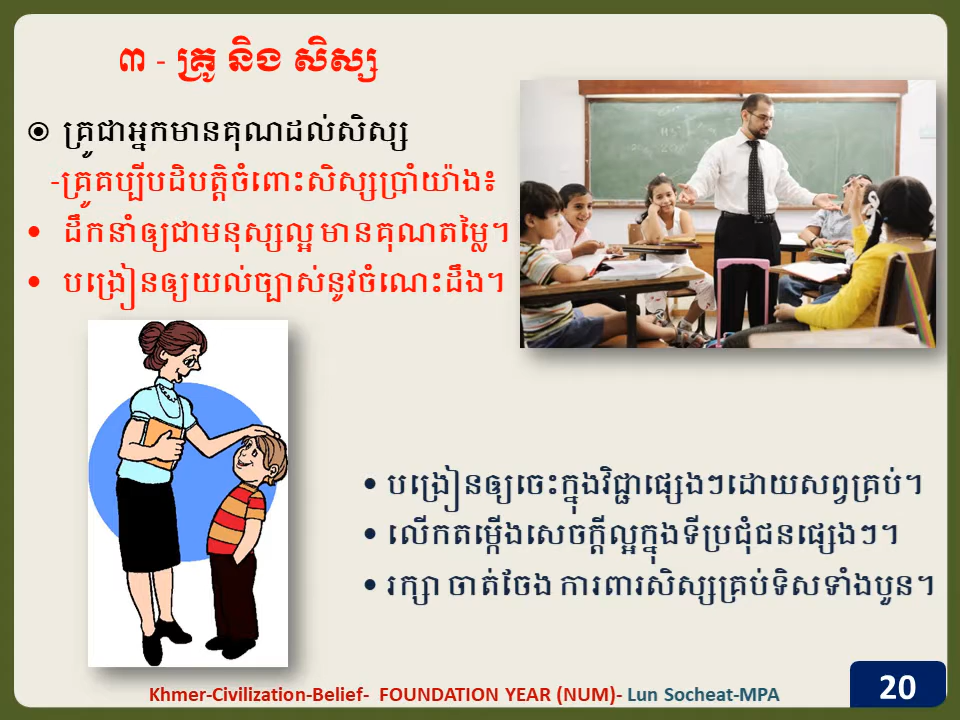 ៣ - គ្រូ និង សិស្ស
គ្រូជាអ្នកមានគុណដល់សិស្ស
-គ្រូគប្បីបដិបត្តិចំពោះសិស្សប្រាំយ៉ាង៖
• ដឹកនាំឲ្យជាមនុស្សល្អ មានគុណតម្លៃ។
• បង្រៀនឲ្យយល់ច្បាស់នូវចំណេះដឹង។
• បង្រៀនឲ្យចេះក្នុងវិជ្ជាផ្សេងៗដោយសព្វគ្រប់។
• លើកតម្កើងសេចក្ដីល្អក្នុងទីប្រជុំជនផ្សេងៗ។
• រក្សា ចាត់ចែង ការពារសិស្សគ្រប់ទិសទាំងបួន។
Khmer-Civilization-Belief- FOUNDATION YEAR (NUM)- Lun Socheat-MPA
20